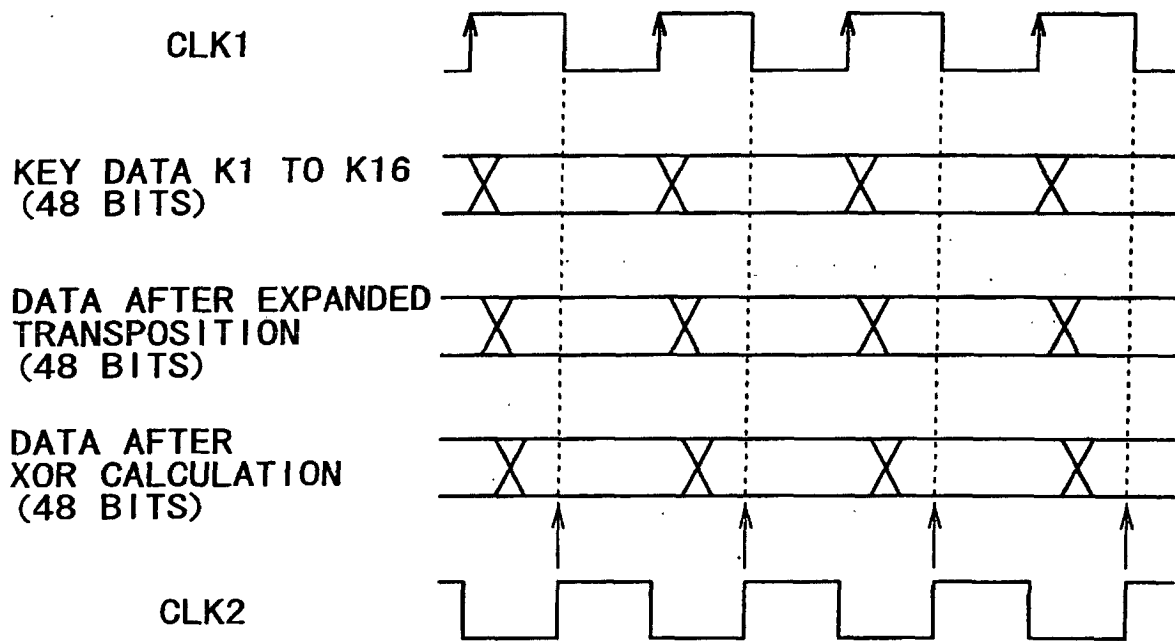 CLK1
KEY DATA K1 TO K16
(48 BITS)
DATA AFTER EXPANDED
TRANSPOSITION
(48 BITS)
DATA AFTER
XOR CALCULATION
(48 BITS)
CLK2